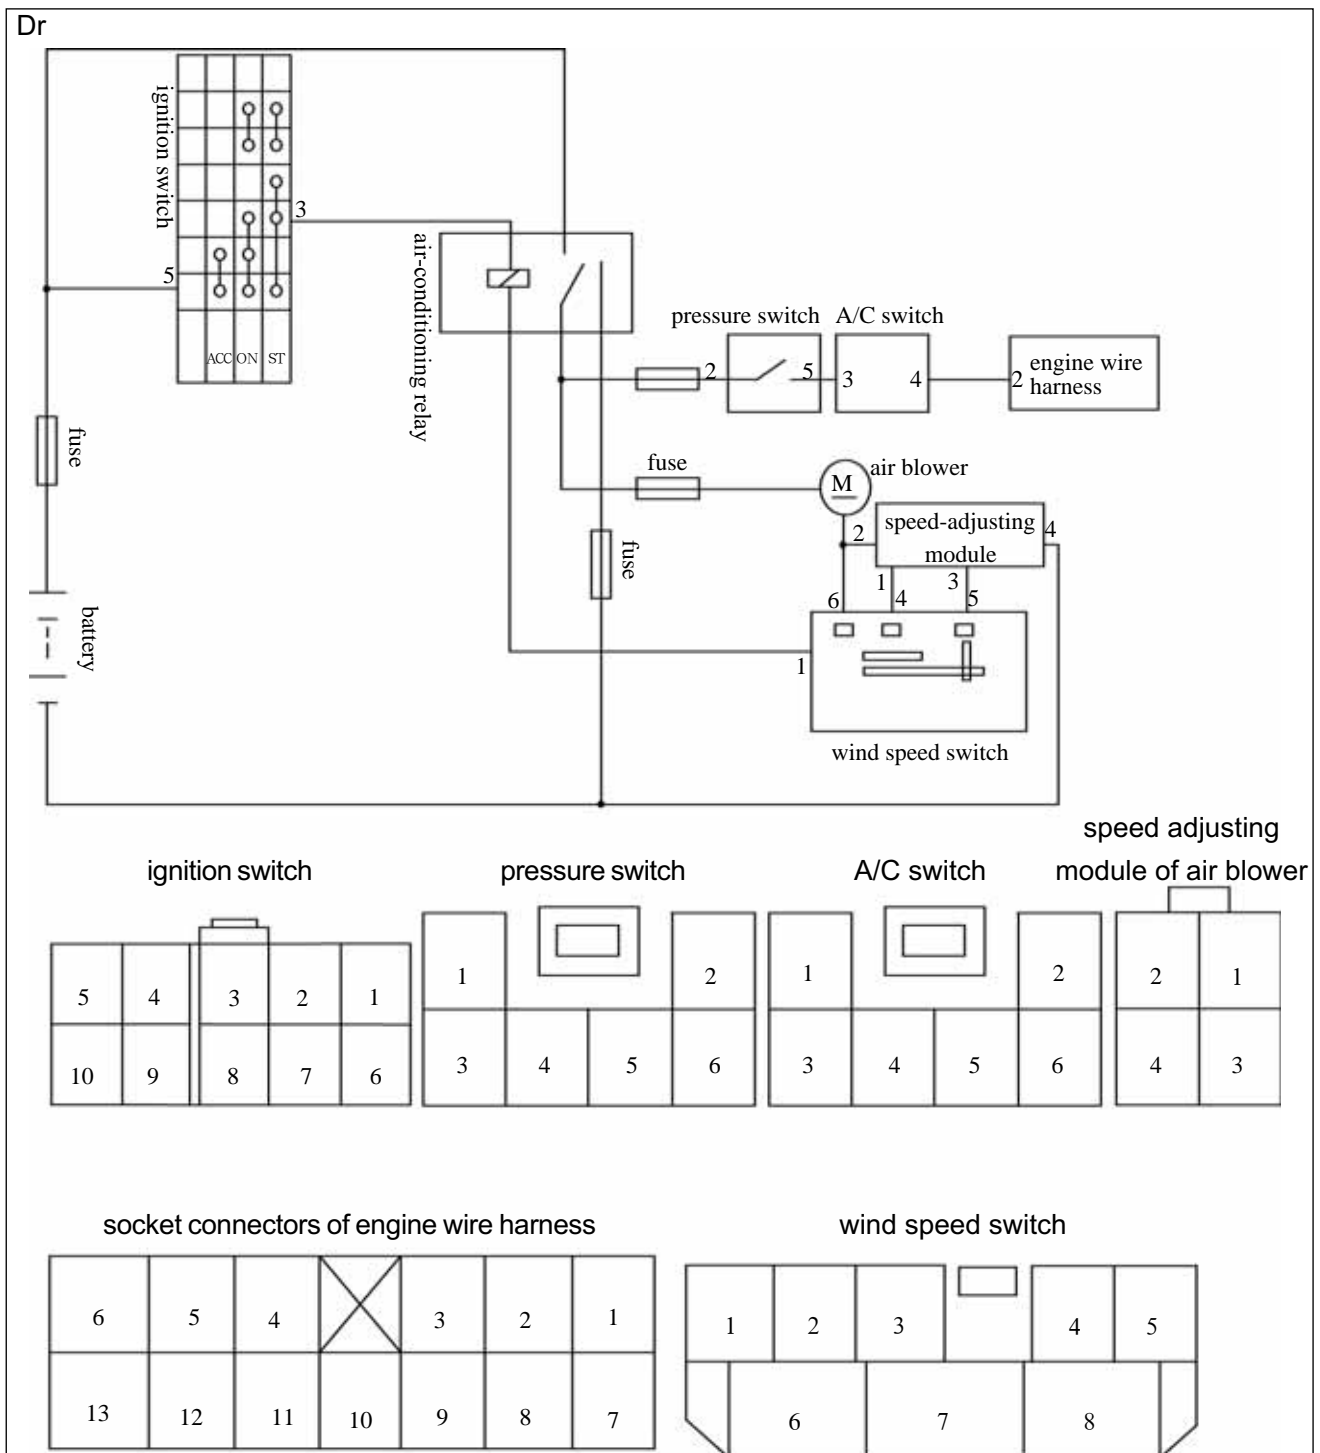 Dr
ignition switch
3
5
ACC ON ST
air-conditioning relay
fuse
battery
pressure switch A/C switch
2 5 3 4 2
engine wire
harness
fuse
air blower
M
fuse
2
speed-adjusting
module
4
1 3
6 4 5
1
wind speed switch
speed adjusting
module of air blower
ignition switch
pressure switch
A/C switch
5 4 3 2 1
10 9 8 7 6
1 2
3 4 5 6
1 2
3 4 5 6
2 1
4 3
socket connectors of engine wire harness
wind speed switch
6 5 4 3 2 1
13 12 11 10 9 8 7
1 2 3 4 5
6 7 8